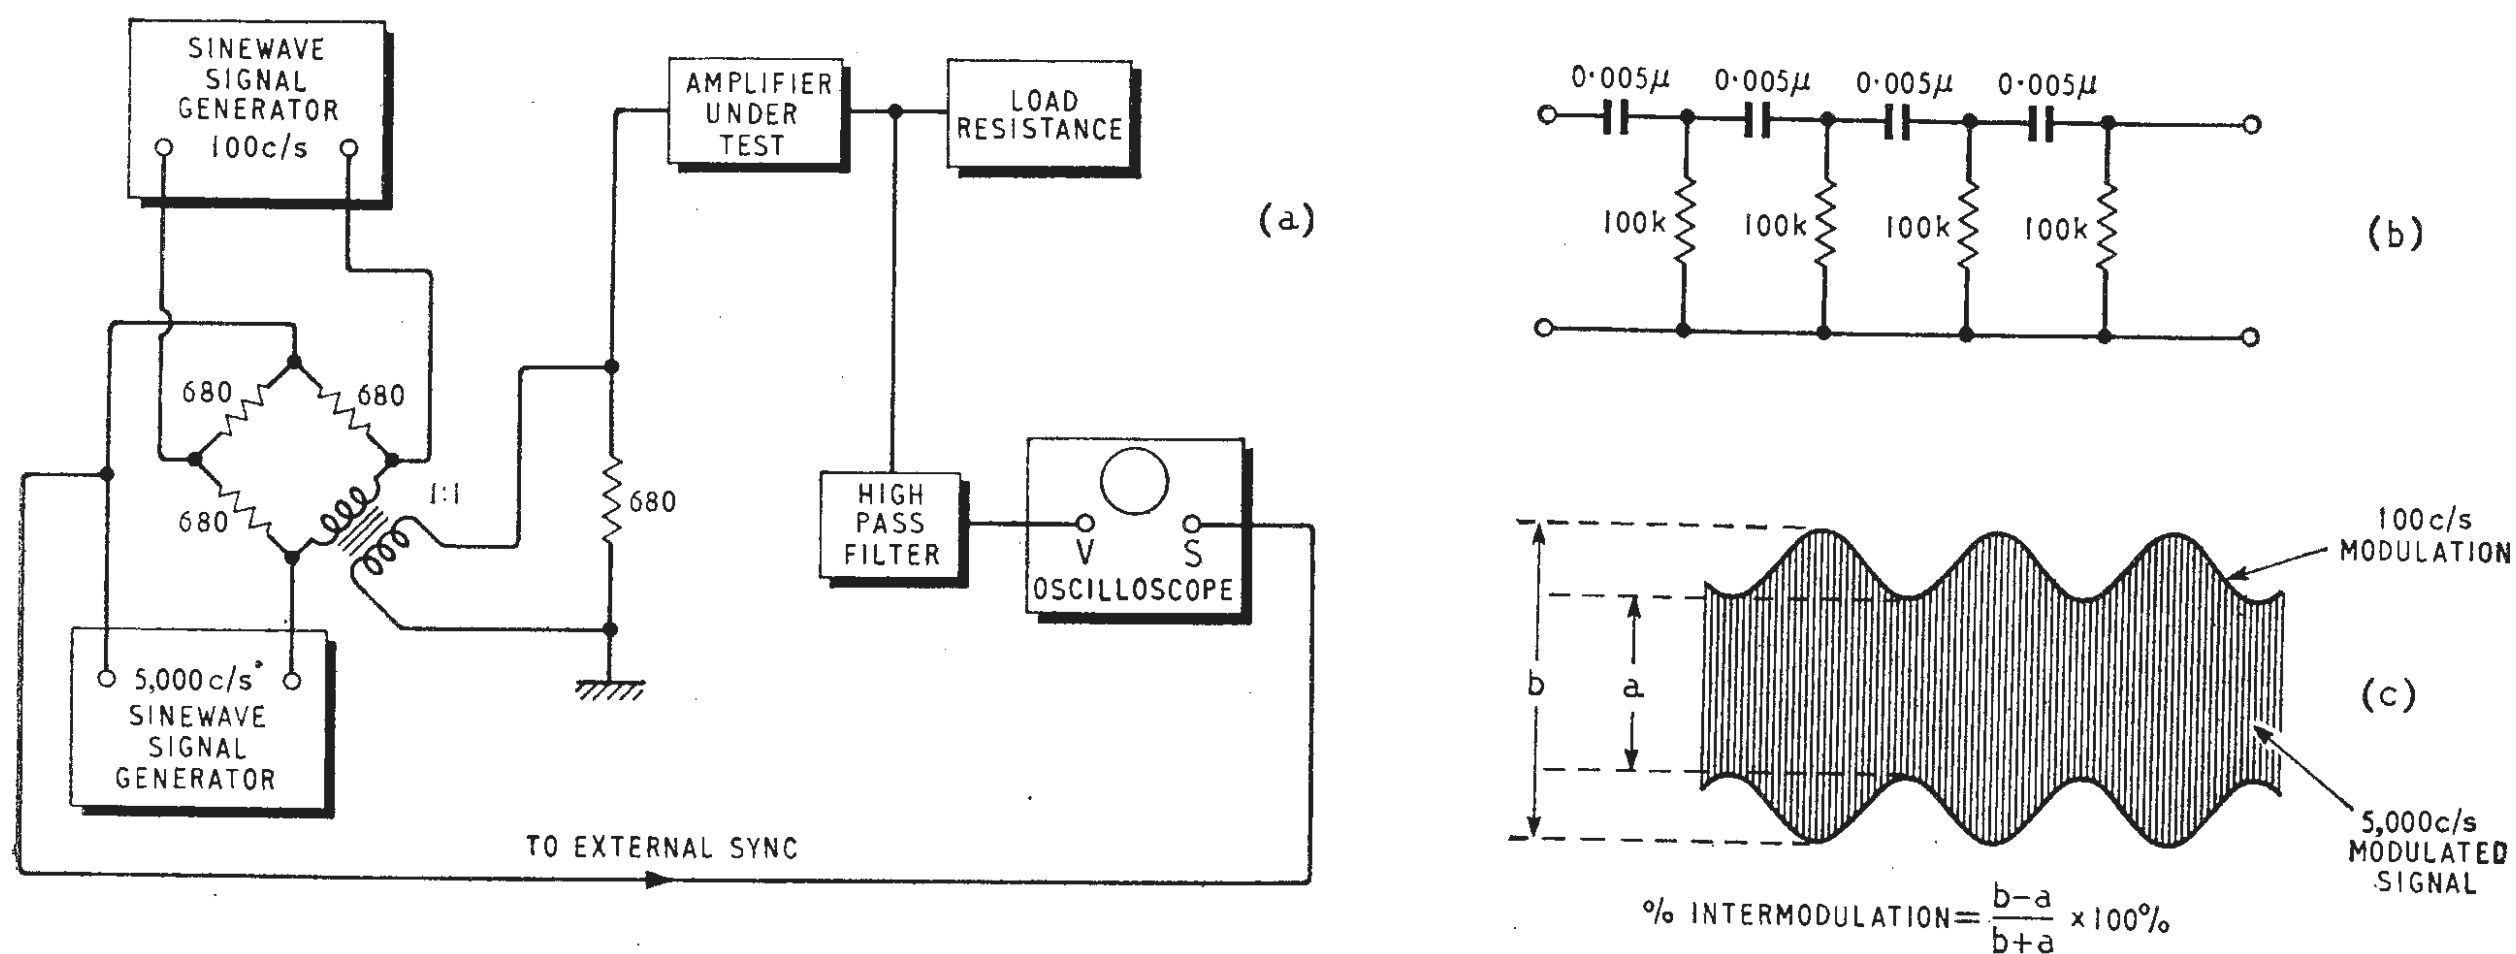 SINEWAVE
SIGNAL
GENERATOR
100c/s
680
680
680
1:1
5,000c/s
SINEWAVE
SIGNAL
GENERATOR
AMPLIFIER
UNDER
TEST
LOAD
RESISTANCE
680
HIGH
PASS
FILTER
V
S
OSCILLOSCOPE
TO EXTERNAL SYNC
(a)
0·005μ 0·005μ 0·005μ 0·005μ
100k 100k 100k 100k
(b)
100c/s
MODULATION
b
a
(c)
5,000c/s
MODULATED
SIGNAL
% INTERMODULATION= b-a/b+a ×100%